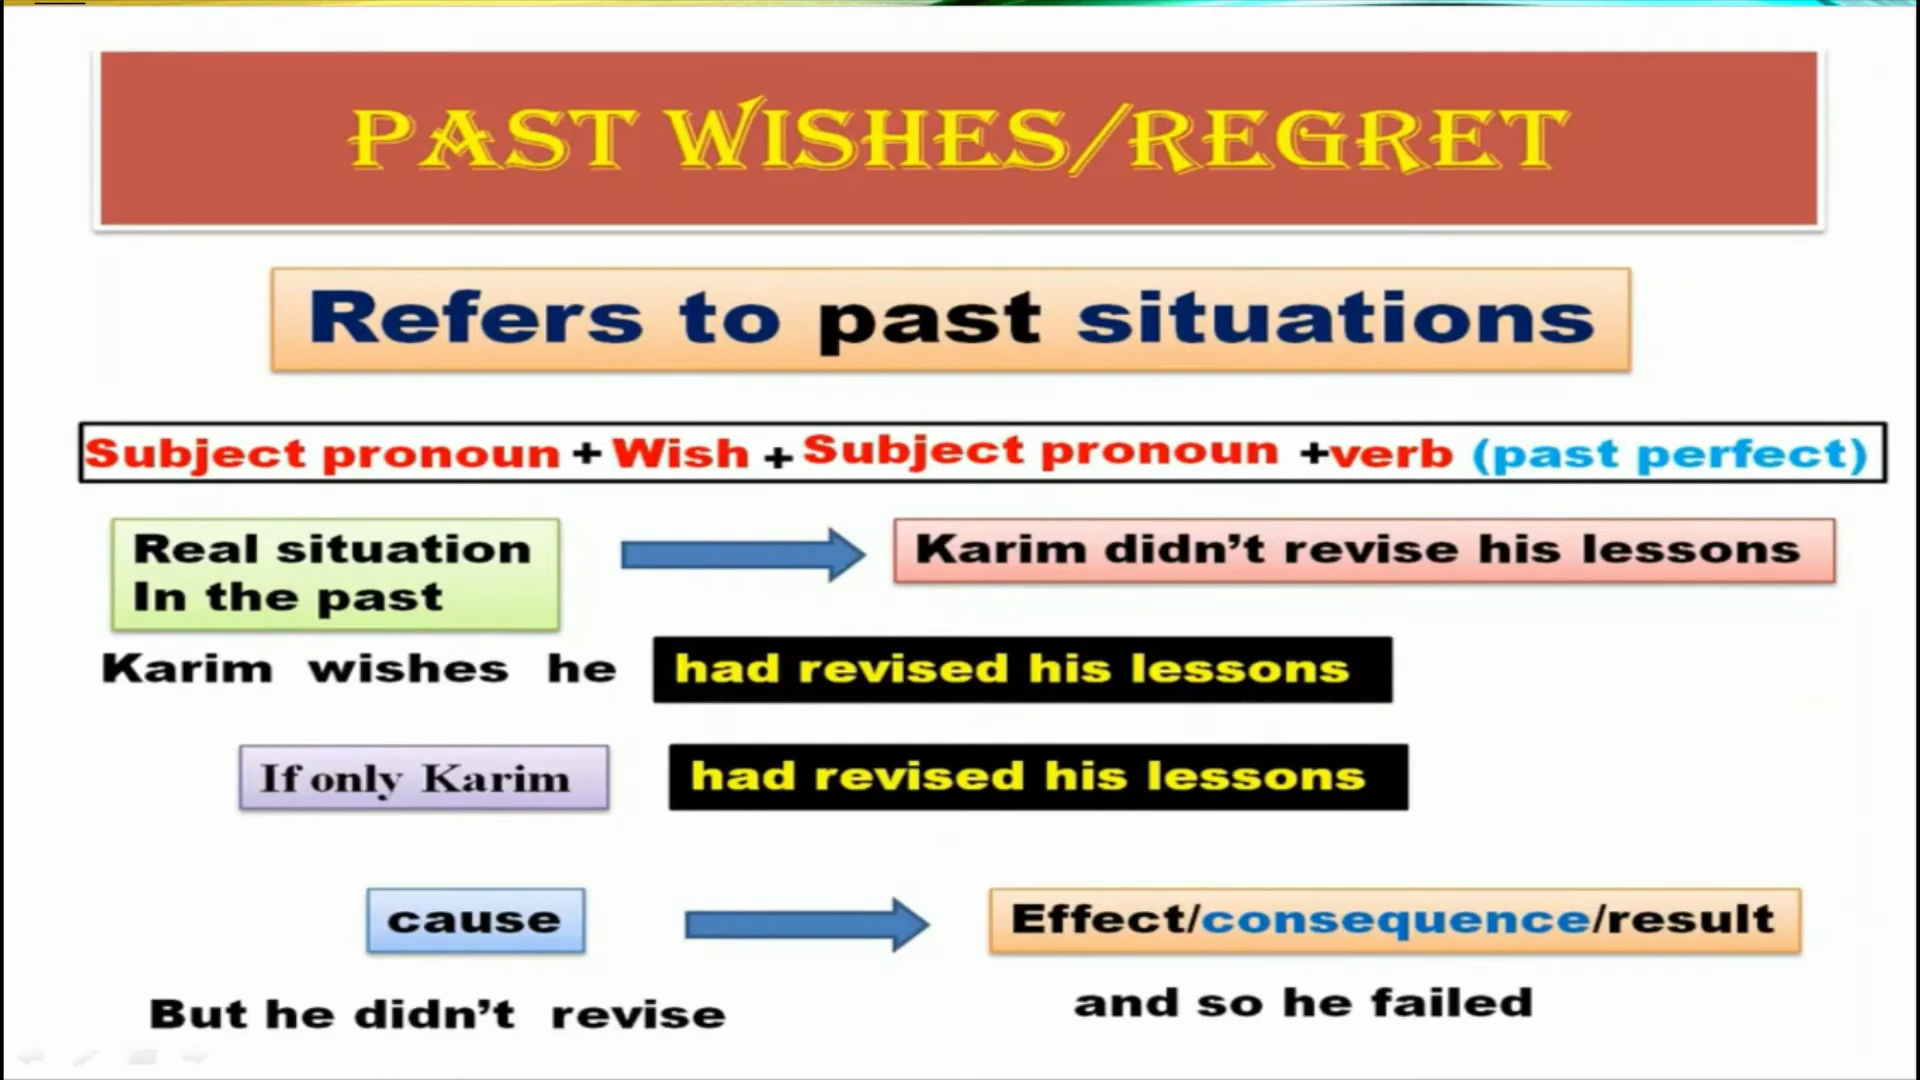 PAST WISHES/REGRET
Refers to past situations
Subject pronoun + Wish + Subject pronoun +verb (past perfect)
Real situation
In the past
Karim didn’t revise his lessons
Karim wishes he had revised his lessons
If only Karim had revised his lessons
cause
Effect/consequence/result
But he didn’t revise
and so he failed